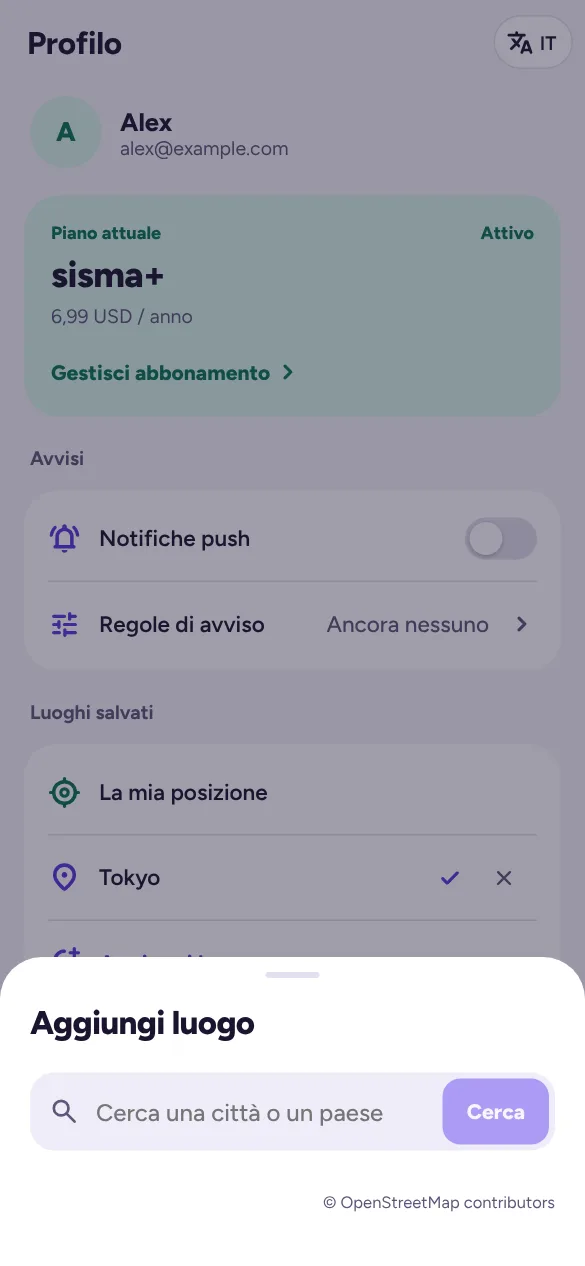 Profilo
IT
A
Alex
alex@example.com
Piano attuale
Attivo
sisma+
6,99 USD / anno
Gestisci abbonamento
Avvisi
Notifiche push
Regole di avviso
Ancora nessuno
Luoghi salvati
La mia posizione
Tokyo
Aggiungi luogo
Cerca una città o un paese
Cerca
© OpenStreetMap contributors